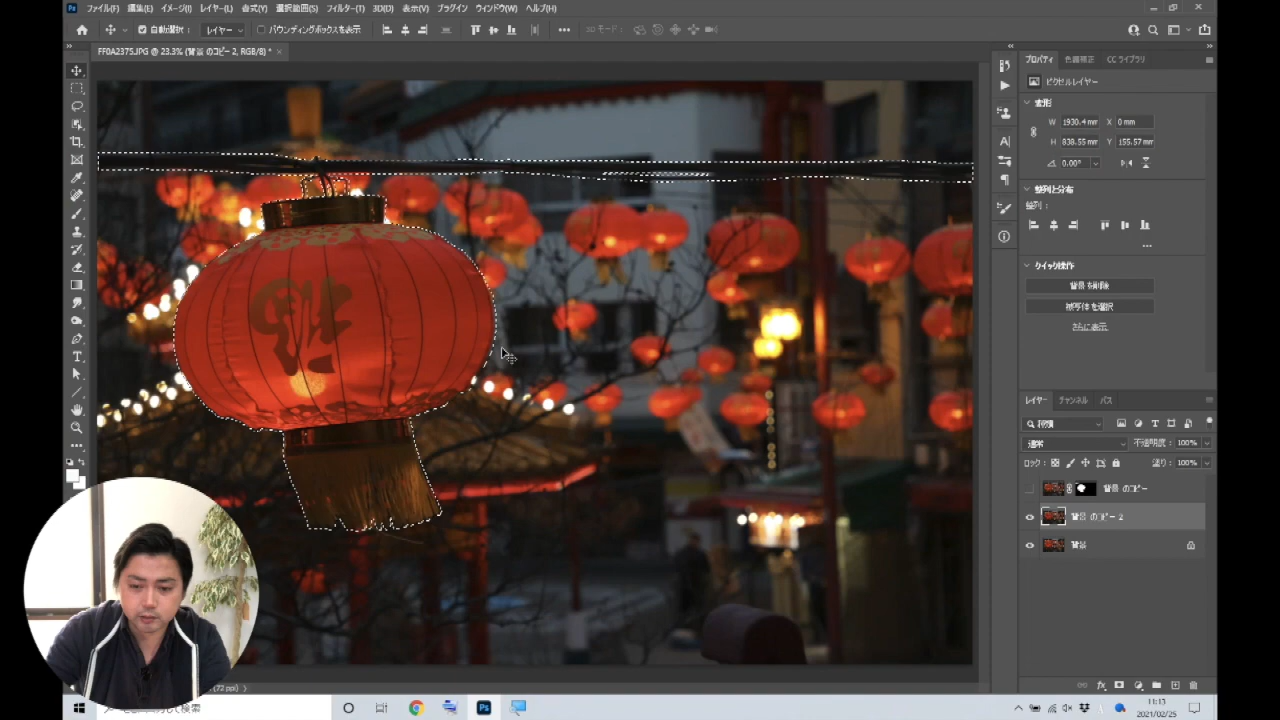 ファイル(F) 編集(E) イメージ(I) レイヤー(L) 書式(Y) 選択範囲(S) フィルター(T) 3D(D) 表示(V) プラグイン ウィンドウ(W) ヘルプ(H)
自動選択： レイヤー バウンディングボックスを表示 3D モード：
FF0A2375.JPG @ 23.3% (背景 のコピー 2, RGB/8) *
プロパティ 色調補正 CC ライブラリ
ピクセルレイヤー
変形
W 1930.4 mm X 0 mm
H 838.55 mm Y 155.57 mm
0.00°
整列と分布
整列：
クイック操作
背景を削除
被写体を選択
さらに表示
レイヤー チャンネル パス
種類
通常 不透明度： 100%
ロック： 塗り： 100%
背景 のコピー
背景 のコピー 2
背景
(72 ppi)
11:13
2021/02/25